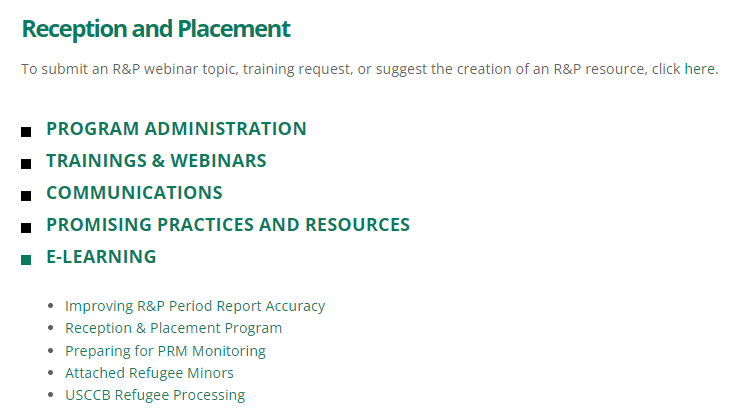 Reception and Placement
To submit an R&P webinar topic, training request, or suggest the creation of an R&P resource, click here.
PROGRAM ADMINISTRATION
TRAININGS & WEBINARS
COMMUNICATIONS
PROMISING PRACTICES AND RESOURCES
E-LEARNING
Improving R&P Period Report Accuracy
Reception & Placement Program
Preparing for PRM Monitoring
Attached Refugee Minors
USCCB Refugee Processing